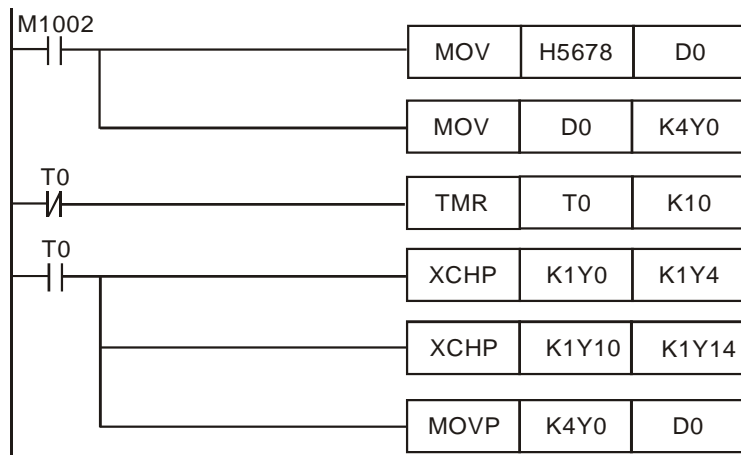 M1002
MOV H5678 D0
MOV D0 K4Y0
T0
TMR T0 K10
T0
XCHP K1Y0 K1Y4
XCHP K1Y10 K1Y14
MOVP K4Y0 D0